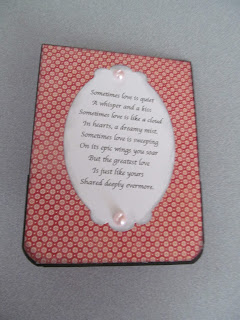 Sometimes love is quiet
A whisper and a kiss
Sometimes love is like a cloud
In hearts, a dreamy mist,
Sometimes love is sweeping
On its epic wings you soar
But the greatest love
Is just like yours
Shared deeply evermore.